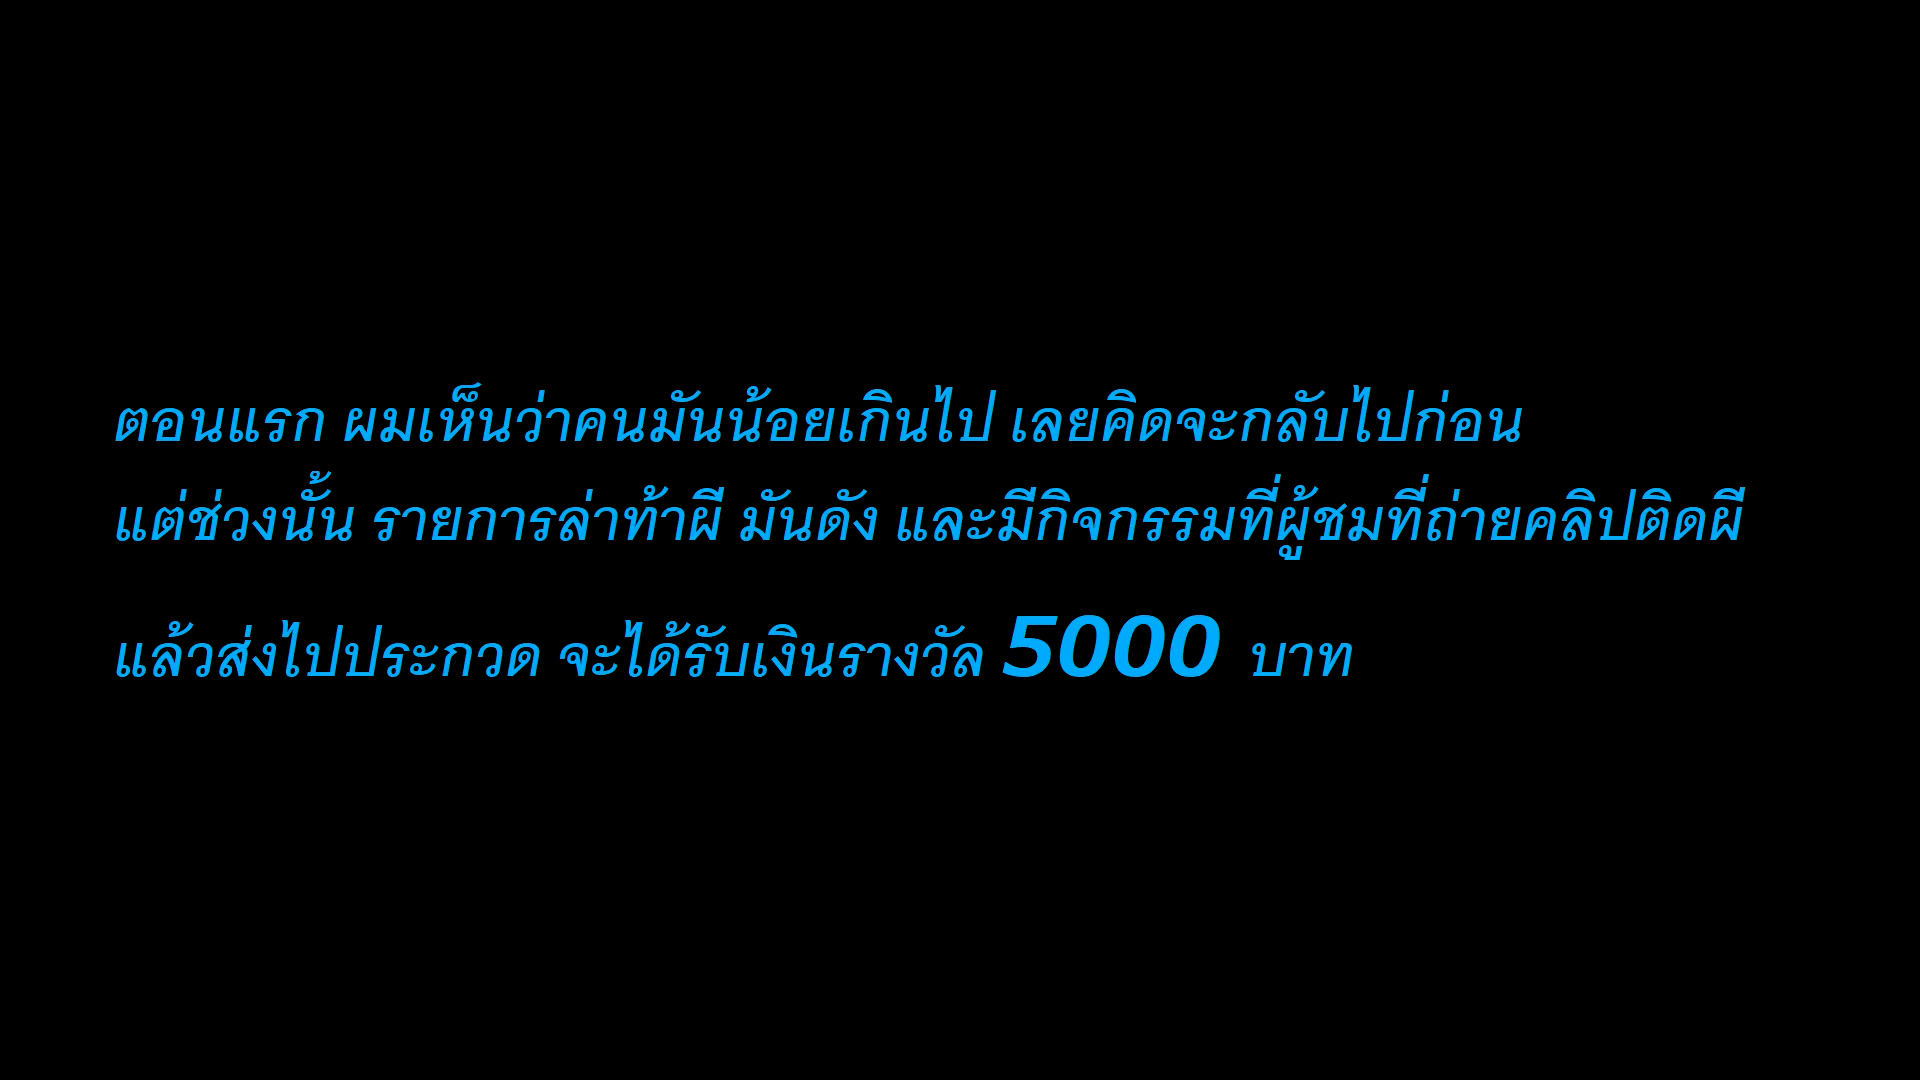 ตอนแรก ผมเห็นว่าคนมันน้อยเกินไป เลยคิดจะกลับไปก่อน
แต่ช่วงนั้น รายการล่าท้าผี มันดัง และมีกิจกรรมที่ผู้ชมที่ถ่ายคลิปติดผี
แล้วส่งไปประกวด จะได้รับเงินรางวัล 5000 บาท